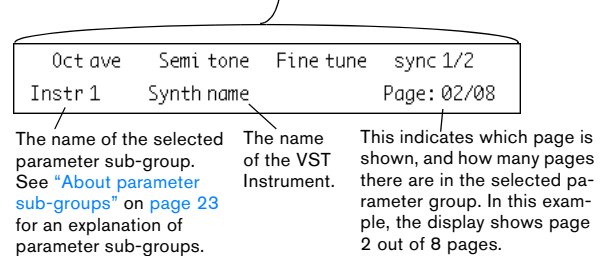 Oct ave Semi tone Fine tune sync 1/2
Instr 1 Synth name Page: 02/08
The name of the selected
parameter sub-group.
See “About parameter
sub-groups” on page 23
for an explanation of
parameter sub-groups.
The name
of the VST
Instrument.
This indicates which page is
shown, and how many pages
there are in the selected pa-
rameter group. In this exam-
ple, the display shows page
2 out of 8 pages.